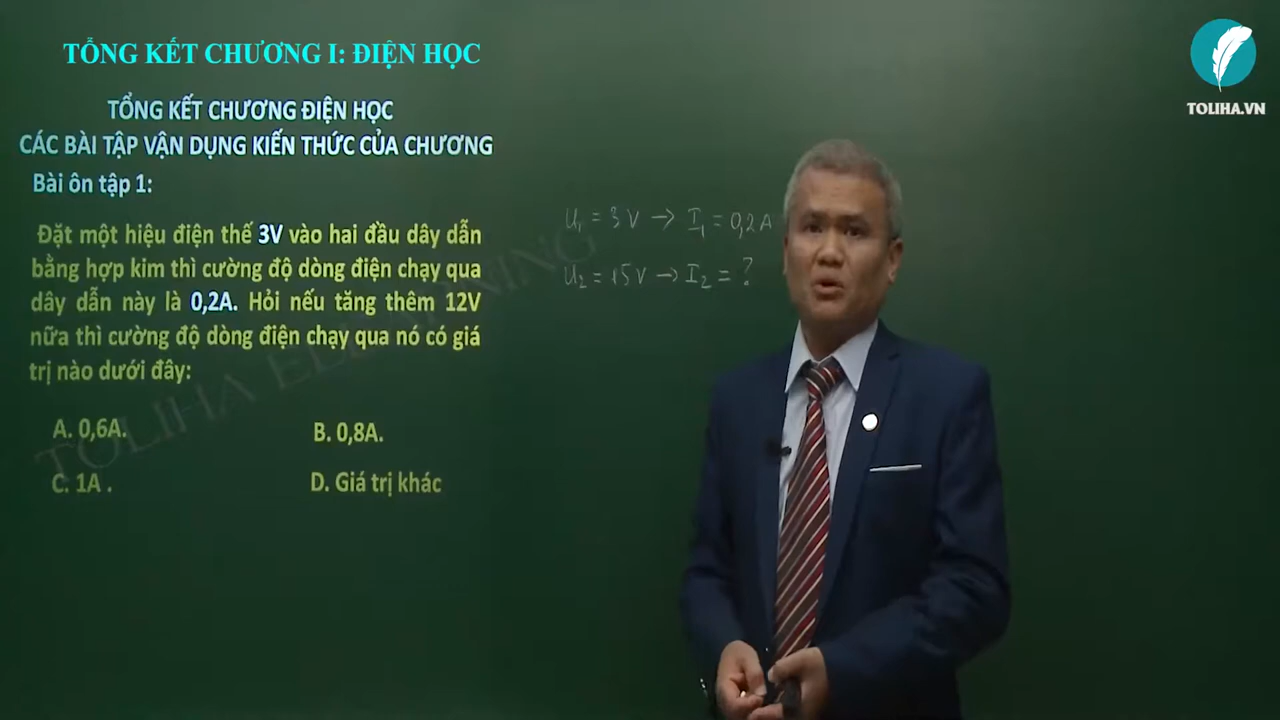 TỔNG KẾT CHƯƠNG I: ĐIỆN HỌC
TOLIHA.VN
TỔNG KẾT CHƯƠNG ĐIỆN HỌC
CÁC BÀI TẬP VẬN DỤNG KIẾN THỨC CỦA CHƯƠNG
Bài ôn tập 1:
Đặt một hiệu điện thế 3V vào hai đầu dây dẫn
bằng hợp kim thì cường độ dòng điện chạy qua
dây dẫn này là 0,2A. Hỏi nếu tăng thêm 12V
nữa thì cường độ dòng điện chạy qua nó có giá
trị nào dưới đây:
A. 0,6A.
B. 0,8A.
C. 1A .
D. Giá trị khác
U₁ = 3V → I₁ = 0,2A
U₂ = 15V → I₂ = ?
TOLIHA ELEARNING